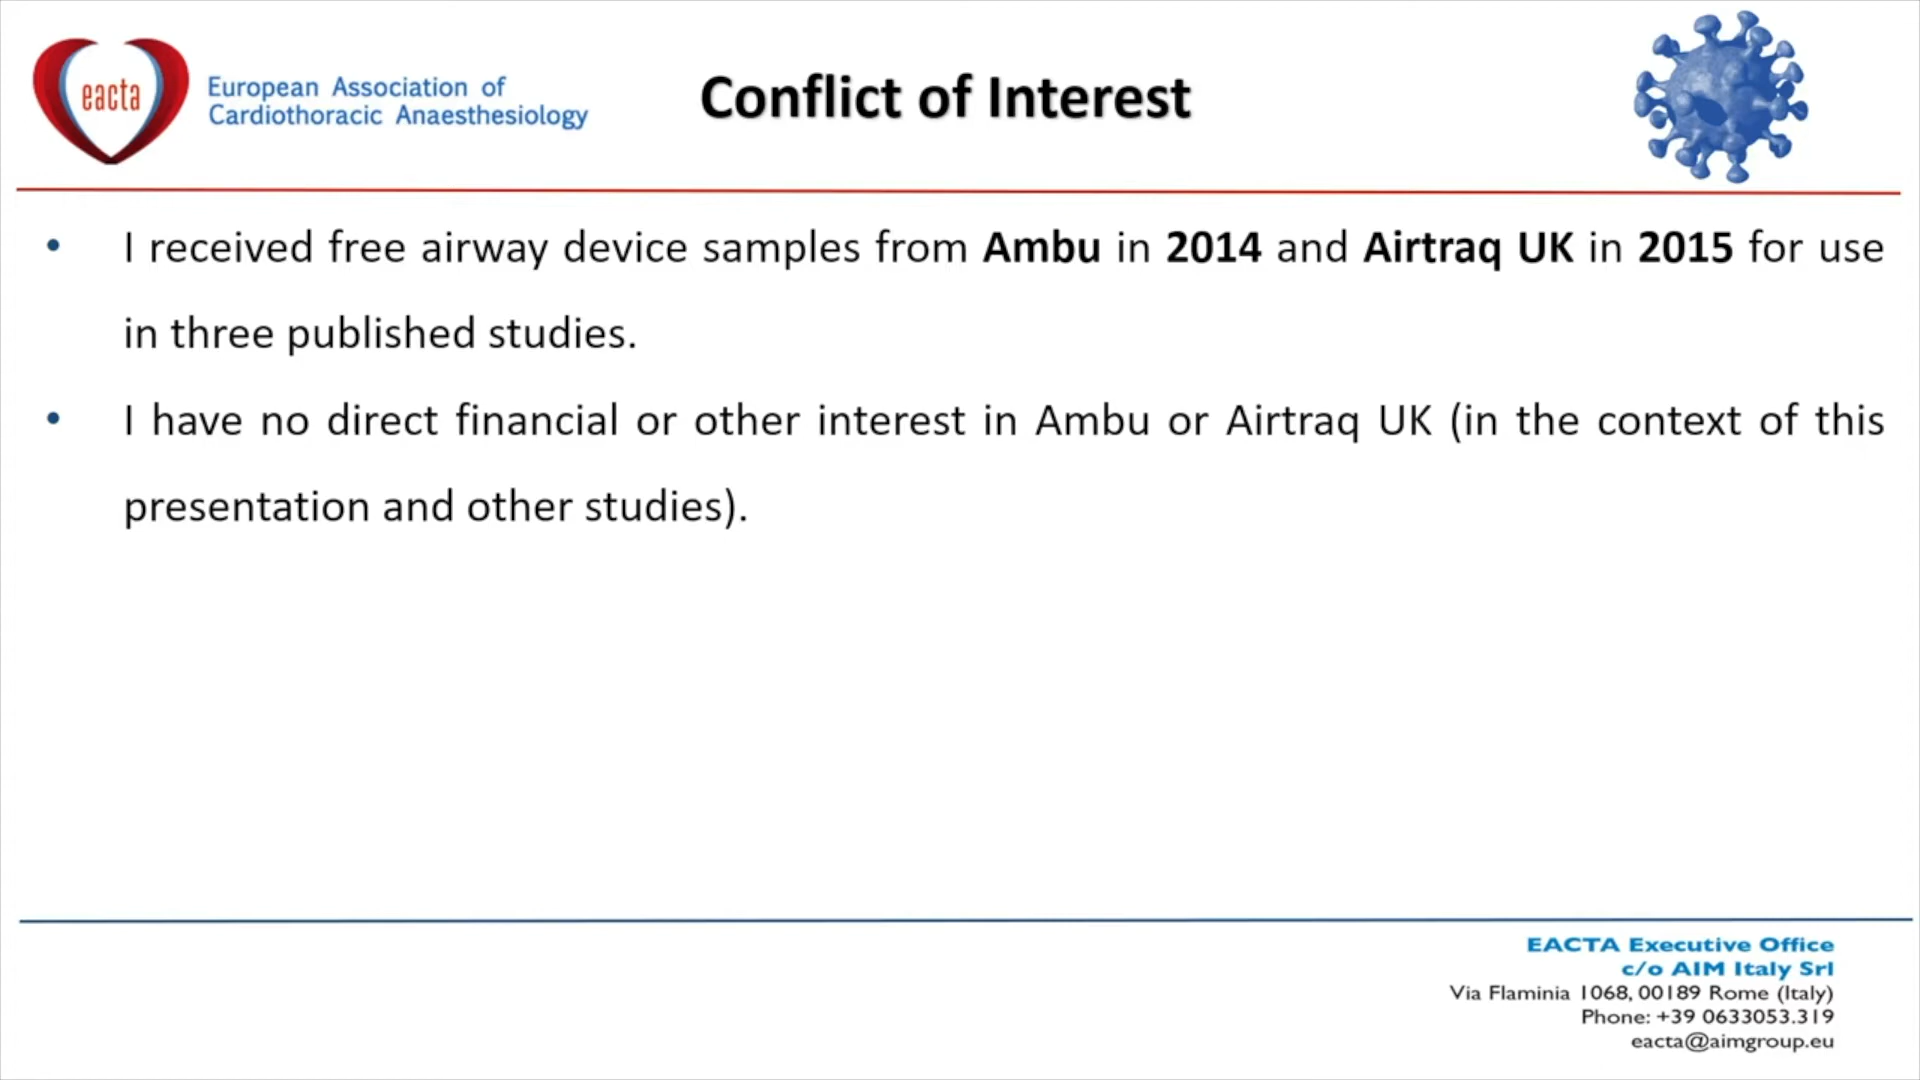 eacta
European Association of
Cardiothoracic Anaesthesiology
Conflict of Interest
• I received free airway device samples from Ambu in 2014 and Airtraq UK in 2015 for use
in three published studies.
• I have no direct financial or other interest in Ambu or Airtraq UK (in the context of this
presentation and other studies).
EACTA Executive Office
c/o AIM Italy Srl
Via Flaminia 1068, 00189 Rome (Italy)
Phone: +39 0633053.319
eacta@aimgroup.eu